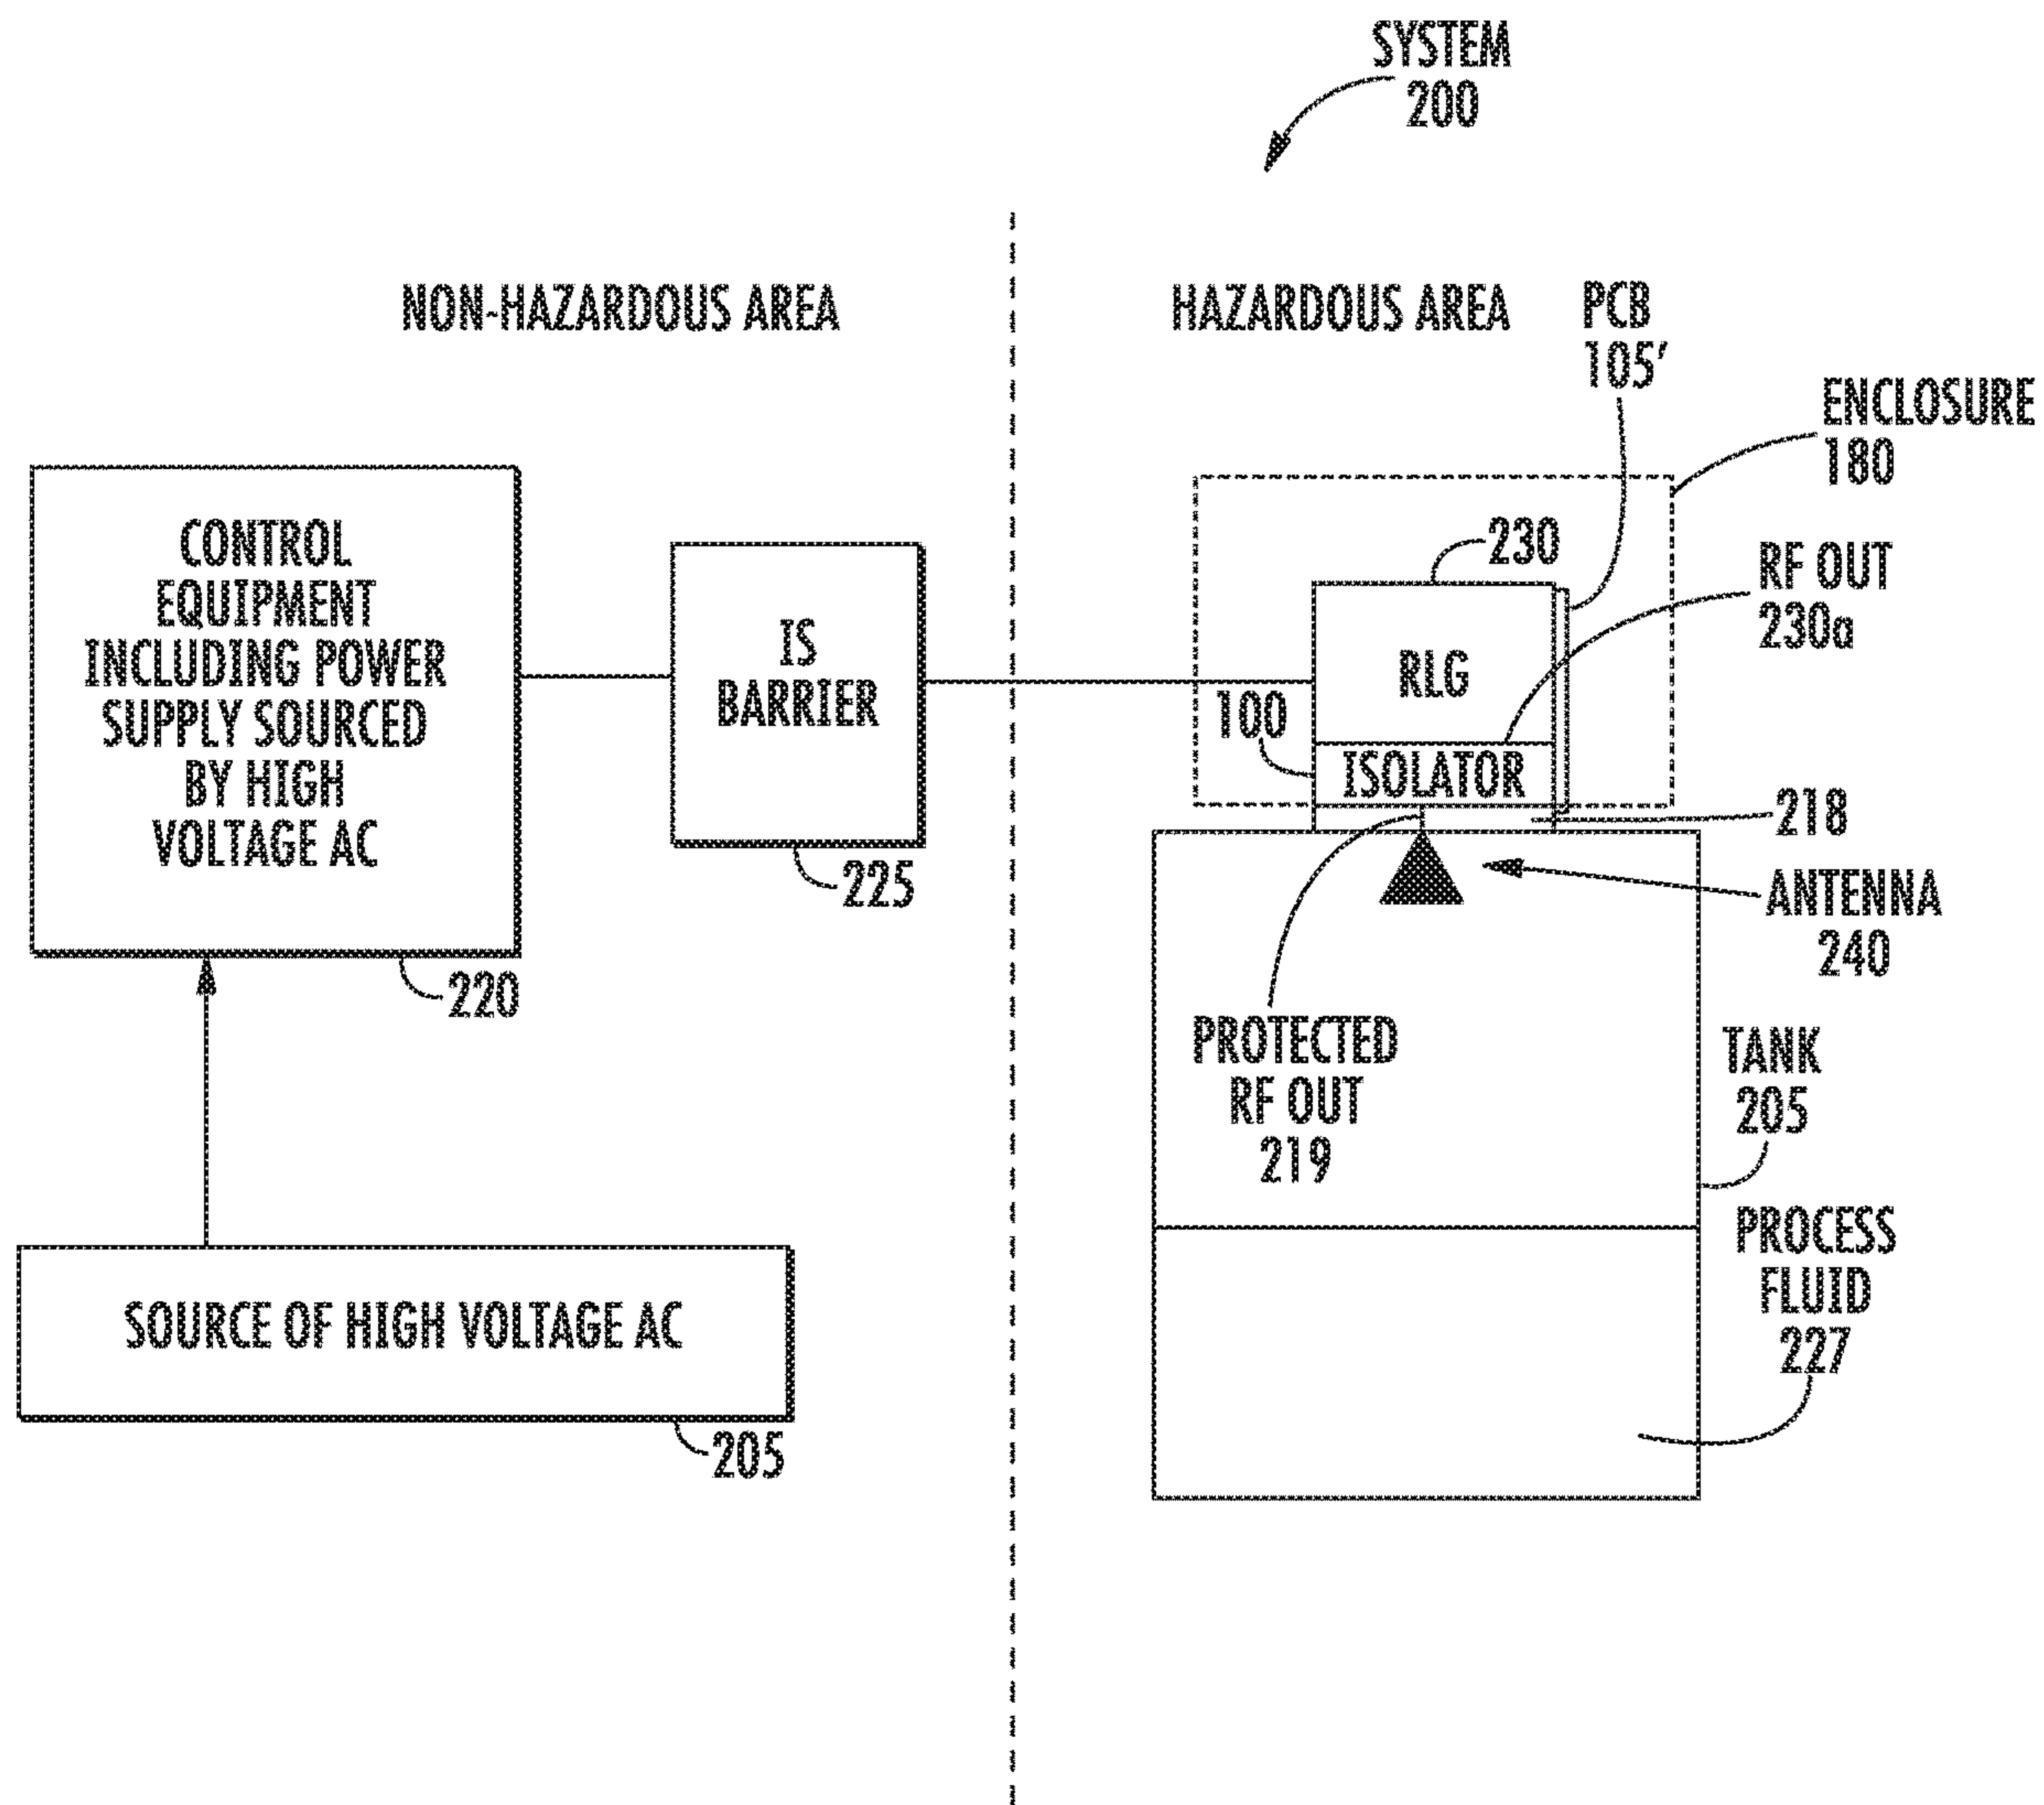 SYSTEM
200
NON-HAZARDOUS AREA
HAZARDOUS AREA
PCB
105'
ENCLOSURE
180
CONTROL
EQUIPMENT
INCLUDING POWER
SUPPLY SOURCED
BY HIGH
VOLTAGE AC
220
IS
BARRIER
225
230
RLG
RF OUT
230a
100
ISOLATOR
218
ANTENNA
240
PROTECTED
RF OUT
219
TANK
205
PROCESS
FLUID
227
SOURCE OF HIGH VOLTAGE AC
205